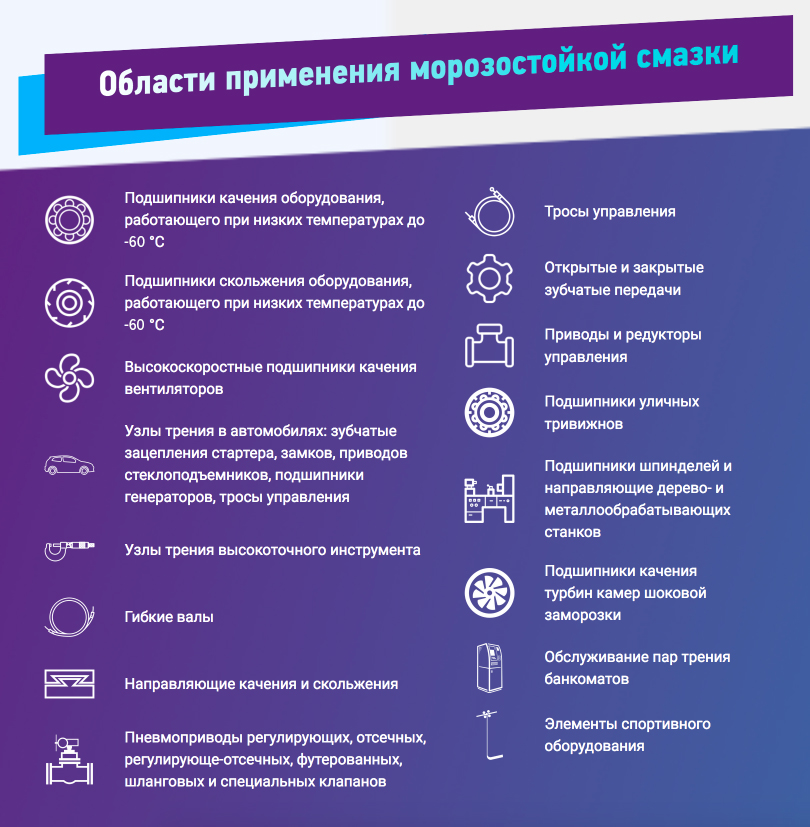 Области применения морозостойкой смазки
Подшипники качения оборудования,
работающего при низких температурах до
-60 °C
Подшипники скольжения оборудования,
работающего при низких температурах до
-60 °C
Высокоскоростные подшипники качения
вентиляторов
Узлы трения в автомобилях: зубчатые
зацепления стартера, замков, приводов
стеклоподъемников, подшипники
генераторов, тросы управления
Узлы трения высокоточного инструмента
Гибкие валы
Направляющие качения и скольжения
Пневмоприводы регулирующих, отсечных,
регулирующе-отсечных, футерованных,
шланговых и специальных клапанов
Тросы управления
Открытые и закрытые
зубчатые передачи
Приводы и редукторы
управления
Подшипники уличных
тривижнов
Подшипники шпинделей и
направляющие дерево- и
металлообрабатывающих
станков
Подшипники качения
турбин камер шоковой
заморозки
Обслуживание пар трения
банкоматов
Элементы спортивного
оборудования